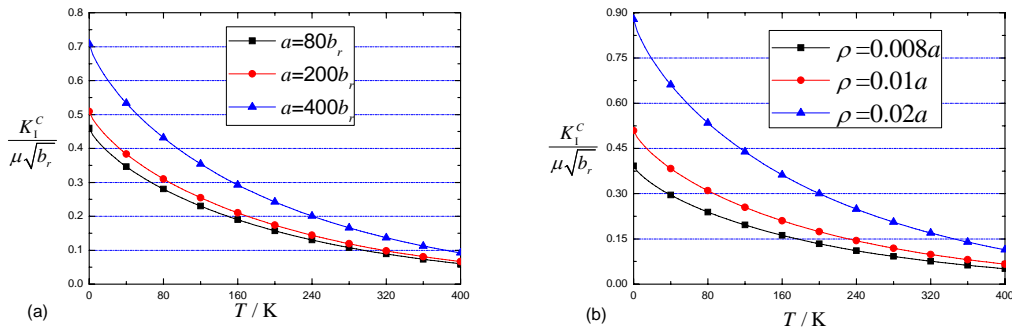 0.8
0.7
0.6
0.5
0.4
0.3
0.2
0.1
0.0
K_I^C / μ√b_r
a=80b_r
a=200b_r
a=400b_r
0 80 160 240 320 400
T / K
(a)
0.90
0.75
0.60
0.45
0.30
0.15
0.00
K_I^C / μ√b_r
ρ=0.008a
ρ=0.01a
ρ=0.02a
0 80 160 240 320 400
T / K
(b)